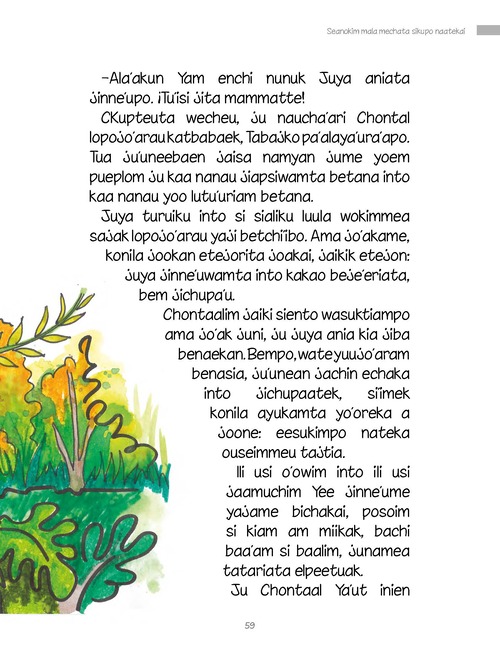 Seanokim mala mechata sikupo naatekai
–Ala'akun Yam enchi nunuk Juya aniata
jinne'upo. ¡Tu'isi jita mammatte!
CKupteuta wecheu, ju naucha'ari Chontal
lopojo'arau katbabaek, Tabajko pa'alaya'ura'apo.
Tua ju'uneebaen jaisa namyan jume yoem
pueplom ju kaa nanau jiapsiwamta betana into
kaa nanau yoo lutu'uriam betana.
Juya turuiku into si sialiku luula wokimmea
sajak lopojo'arau yaji betchi'ibo. Ama jo'akame,
konila jookan etejorita joakai, jaikik etejon:
juya jinne'uwamta into kakao beje'eriata,
bem jichupa'u.
Chontaalim jaiki siento wasuktiampo
ama jo'ak juni, ju juya ania kia jiba
benaekan. Bempo, wate yuu jo'aram
benasia, ju'unean jachin echaka
into jichupaatek, si'imek
konila ayukamta yo'oreka a
joone: eesukimpo nateka
ouseimmeu tajtia.
Ili usi o'owim into ili usi
jaamuchim Yee jinne'ume
yajame bichakai, posoim
si kiam am miikak, bachi
baa'am si baalim, junamea
tatariata elpeetuak.
Ju Chontaal Ya'ut inien
59